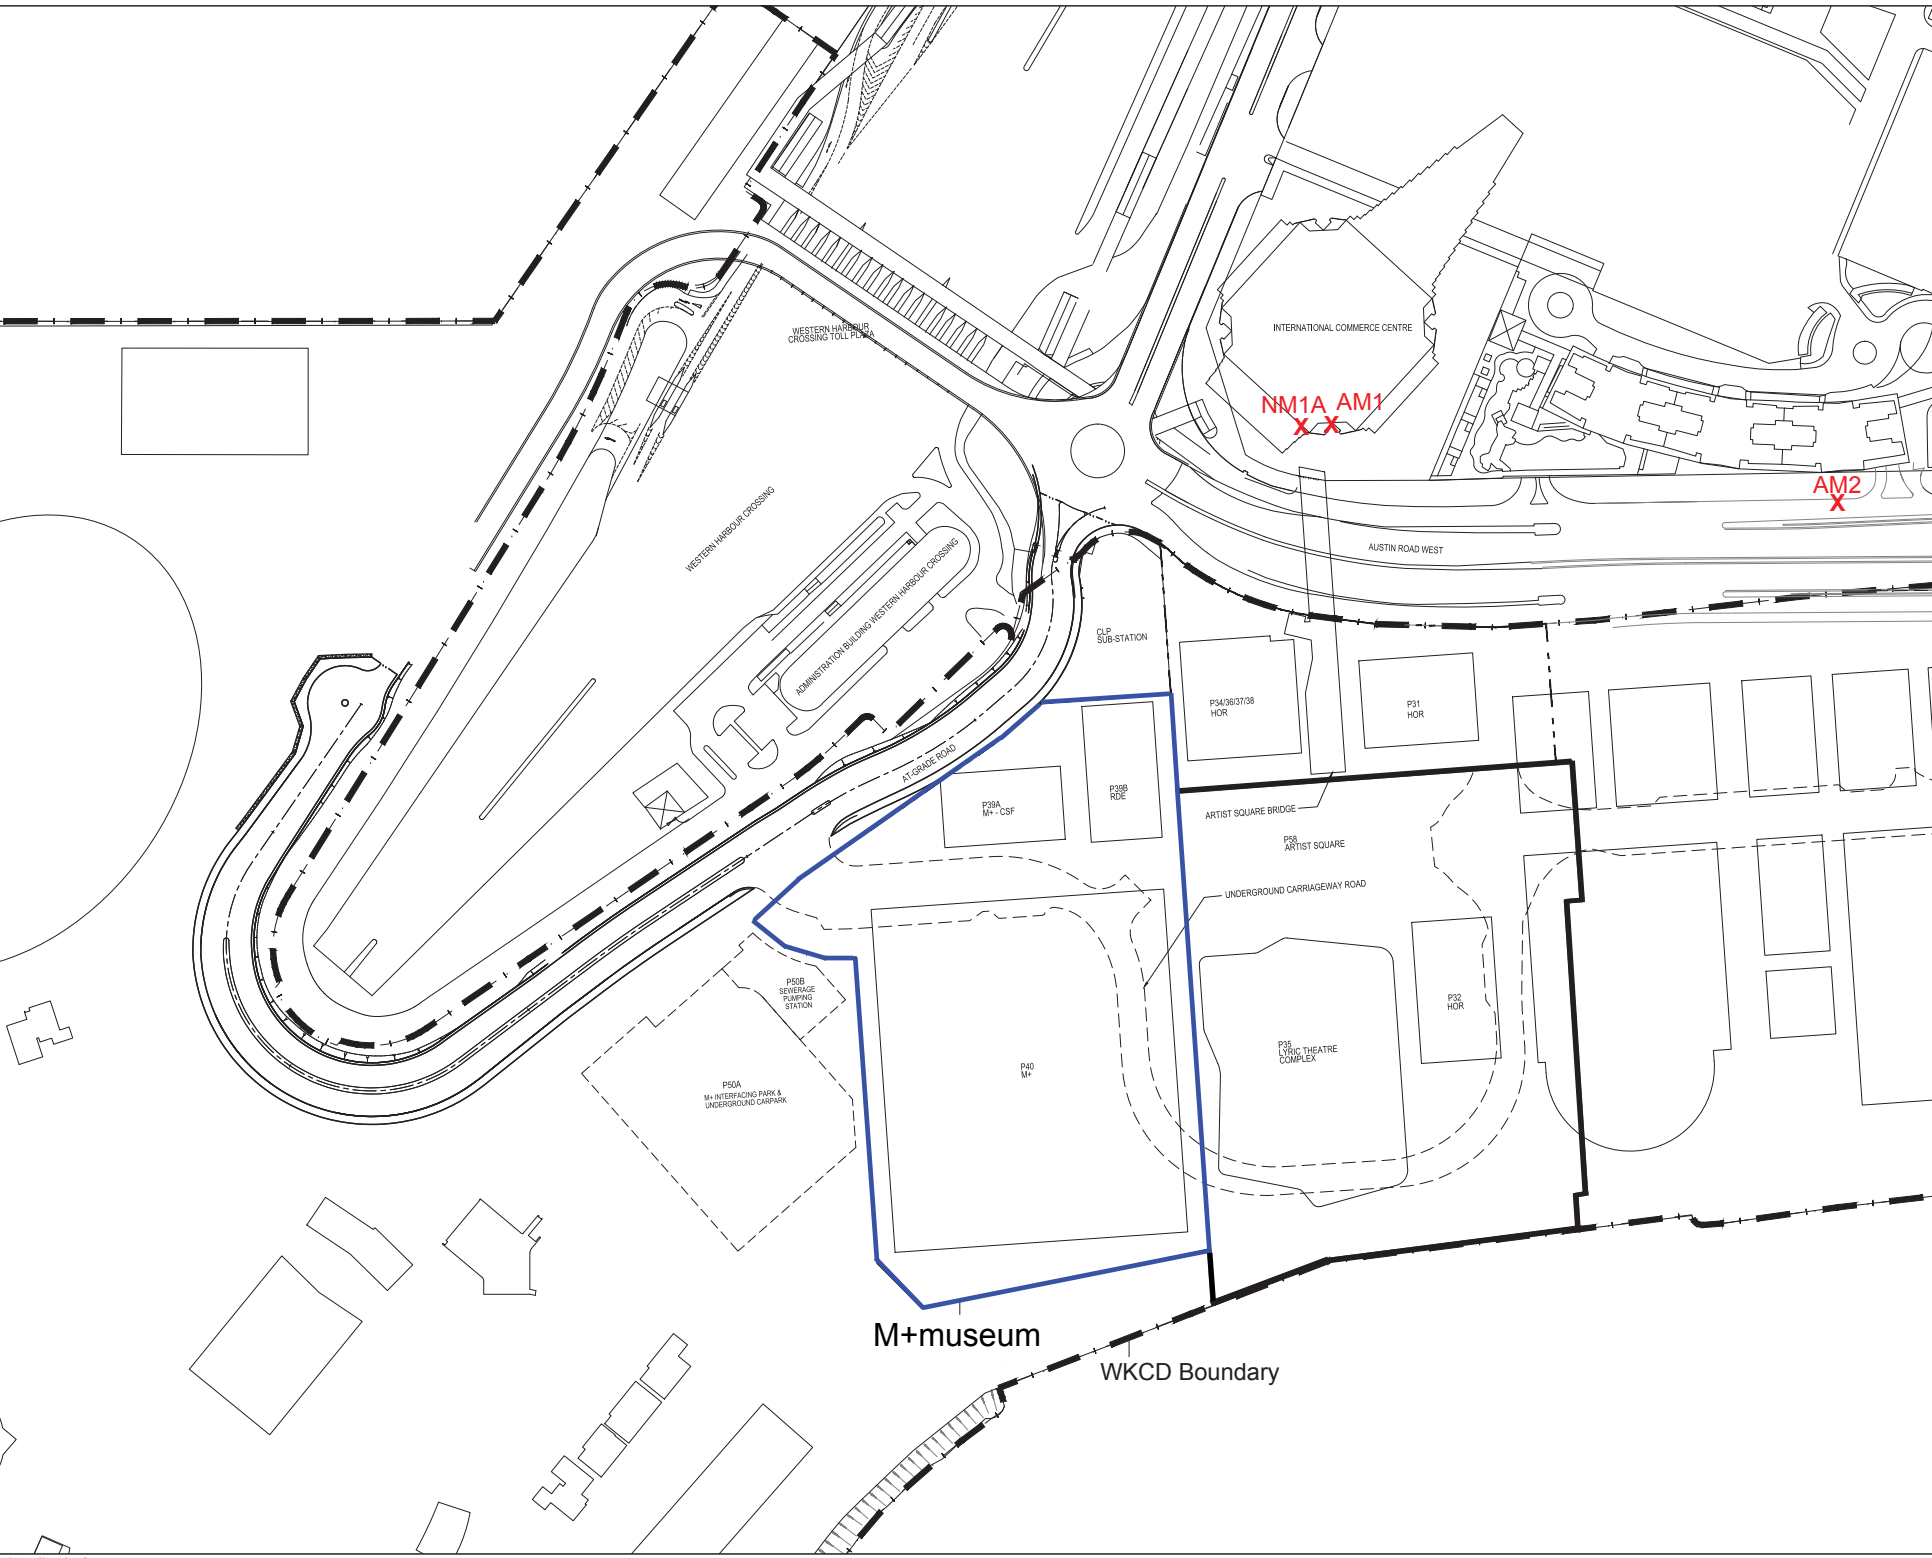 WESTERN HARBOUR
CROSSING TOLL PLAZA
INTERNATIONAL COMMERCE CENTRE
NM1A
AM1
X
X
AM2
X
WESTERN HARBOUR CROSSING
AUSTIN ROAD WEST
ADMINISTRATION BUILDING WESTERN HARBOUR CROSSING
CLP
SUB-STATION
P34/36/37/38
HOR
P31
HOR
AT-GRADE ROAD
P39A
M+ - CSF
P39B
RDE
ARTIST SQUARE BRIDGE
P58
ARTIST SQUARE
UNDERGROUND CARRIAGEWAY ROAD
P50B
SEWERAGE
PUMPING
STATION
P32
HOR
P35
LYRIC THEATRE
COMPLEX
P40
M+
P50A
M+ INTERFACING PARK &
UNDERGROUND CARPARK
M+museum
WKCD Boundary